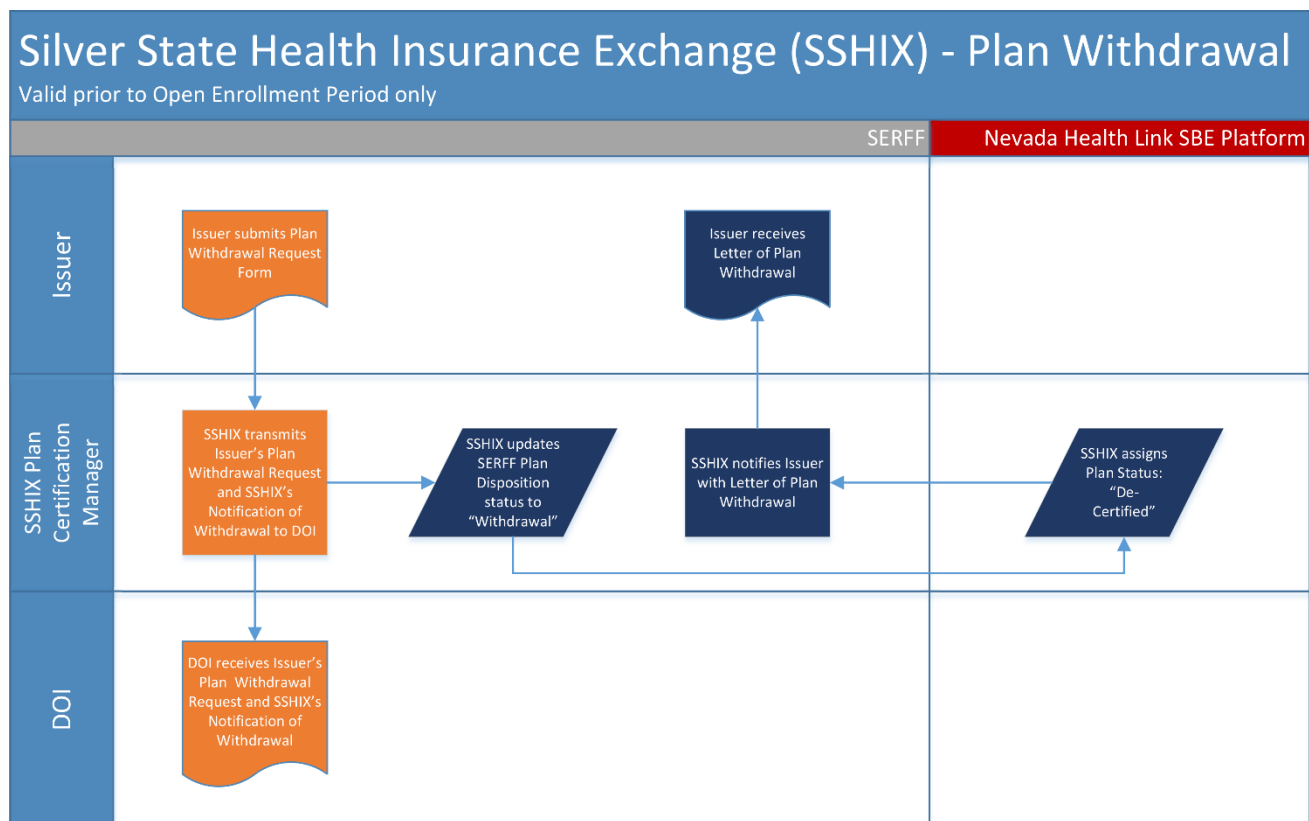 Silver State Health Insurance Exchange (SSHIX) - Plan Withdrawal
Valid prior to Open Enrollment Period only
SERFF
Nevada Health Link SBE Platform
Issuer
Issuer submits Plan
Withdrawal Request
Form
Issuer receives
Letter of Plan
Withdrawal
SSHIX Plan
Certification
Manager
SSHIX transmits
Issuer’s Plan
Withdrawal Request
and SSHIX’s
Notification of
Withdrawal to DOI
SSHIX updates
SERFF Plan
Disposition
status to
“Withdrawal”
SSHIX notifies Issuer
with Letter of Plan
Withdrawal
SSHIX assigns
Plan Status:
“De-
Certified”
DOI
DOI receives Issuer’s
Plan Withdrawal
Request and SSHIX’s
Notification of
Withdrawal